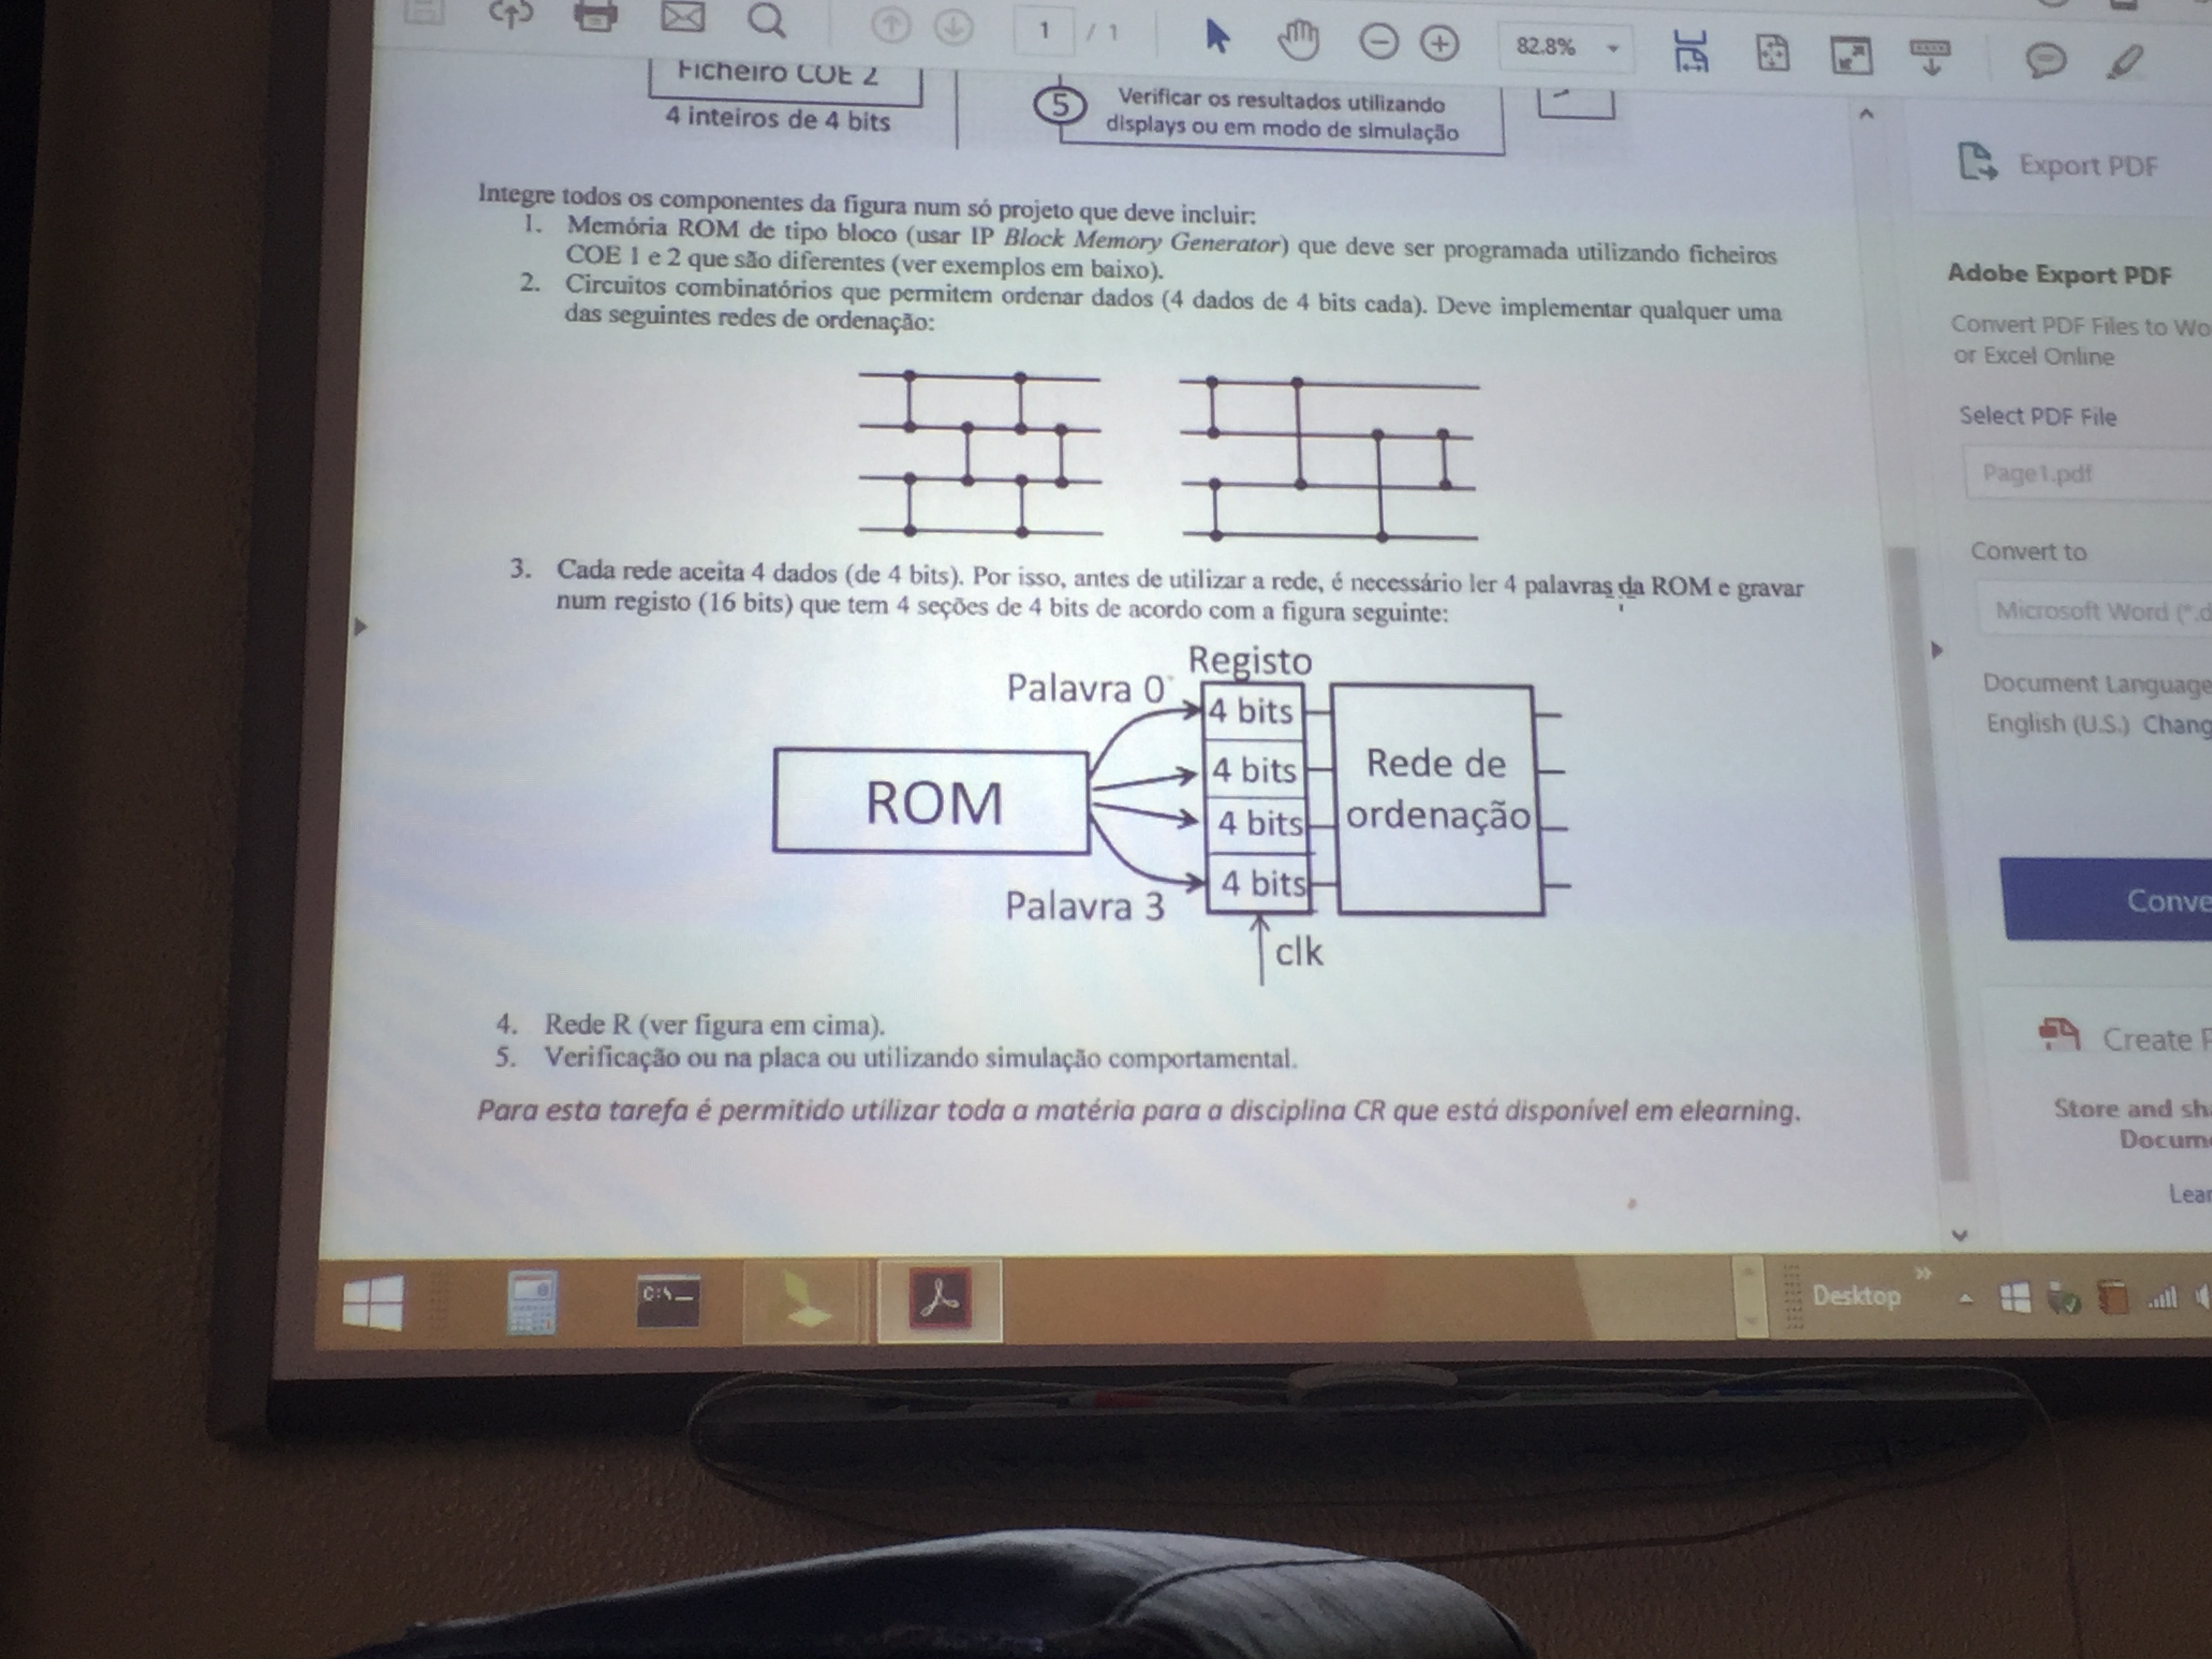 1 / 1
82.8%
Ficheiro COE 2
4 inteiros de 4 bits
5
Verificar os resultados utilizando
displays ou em modo de simulação
Integre todos os componentes da figura num só projeto que deve incluir:
1. Memória ROM de tipo bloco (usar IP Block Memory Generator) que deve ser programada utilizando ficheiros
COE 1 e 2 que são diferentes (ver exemplos em baixo).
2. Circuitos combinatórios que permitem ordenar dados (4 dados de 4 bits cada). Deve implementar qualquer uma
das seguintes redes de ordenação:
3. Cada rede aceita 4 dados (de 4 bits). Por isso, antes de utilizar a rede, é necessário ler 4 palavras da ROM e gravar
num registo (16 bits) que tem 4 seções de 4 bits de acordo com a figura seguinte:
Registo
Palavra 0
4 bits
4 bits
4 bits
4 bits
ROM
Rede de
ordenação
Palavra 3
clk
4. Rede R (ver figura em cima).
5. Verificação ou na placa ou utilizando simulação comportamental.
Para esta tarefa é permitido utilizar toda a matéria para a disciplina CR que está disponível em elearning.
Export PDF
Adobe Export PDF
Convert PDF Files to Wo
or Excel Online
Select PDF File
Page1.pdf
Convert to
Microsoft Word (*.d
Document Language
English (U.S.) Chang
Conve
Create P
Store and sha
Docume
Lear
C:\_
Desktop